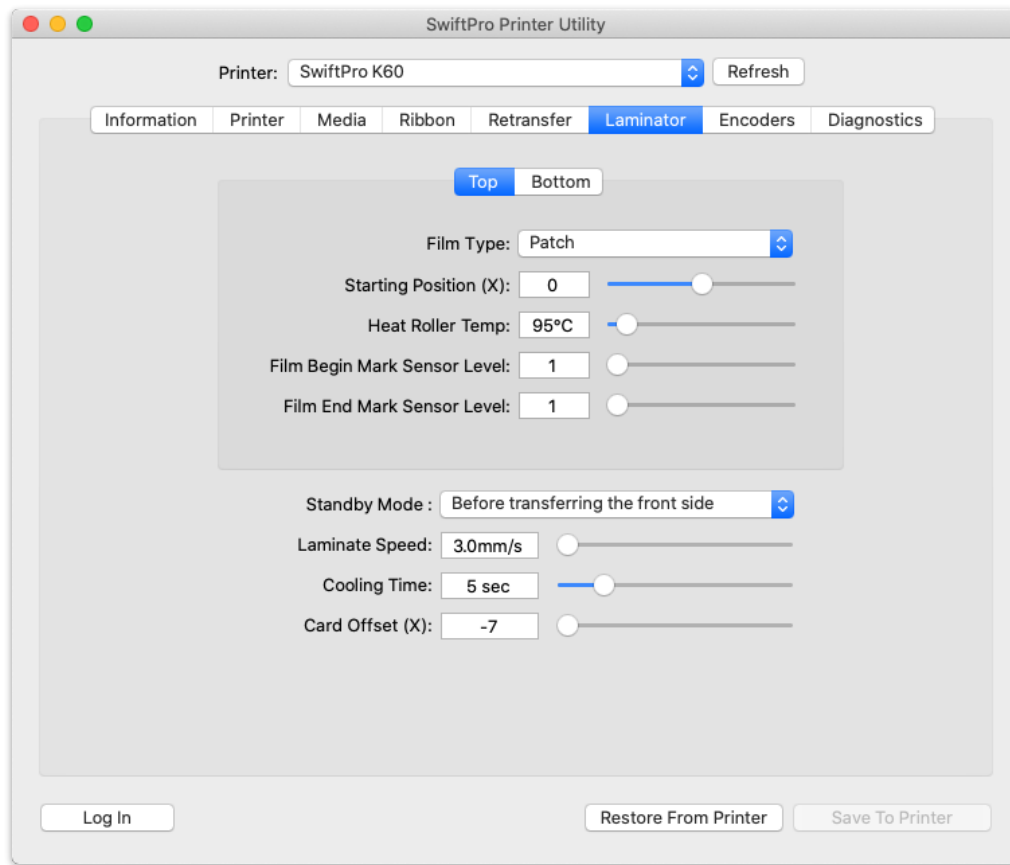 SwiftPro Printer Utility
Printer: SwiftPro K60 Refresh
Information Printer Media Ribbon Retransfer Laminator Encoders Diagnostics
Top Bottom
Film Type: Patch
Starting Position (X): 0
Heat Roller Temp: 95°C
Film Begin Mark Sensor Level: 1
Film End Mark Sensor Level: 1
Standby Mode : Before transferring the front side
Laminate Speed: 3.0mm/s
Cooling Time: 5 sec
Card Offset (X): -7
Log In Restore From Printer Save To Printer